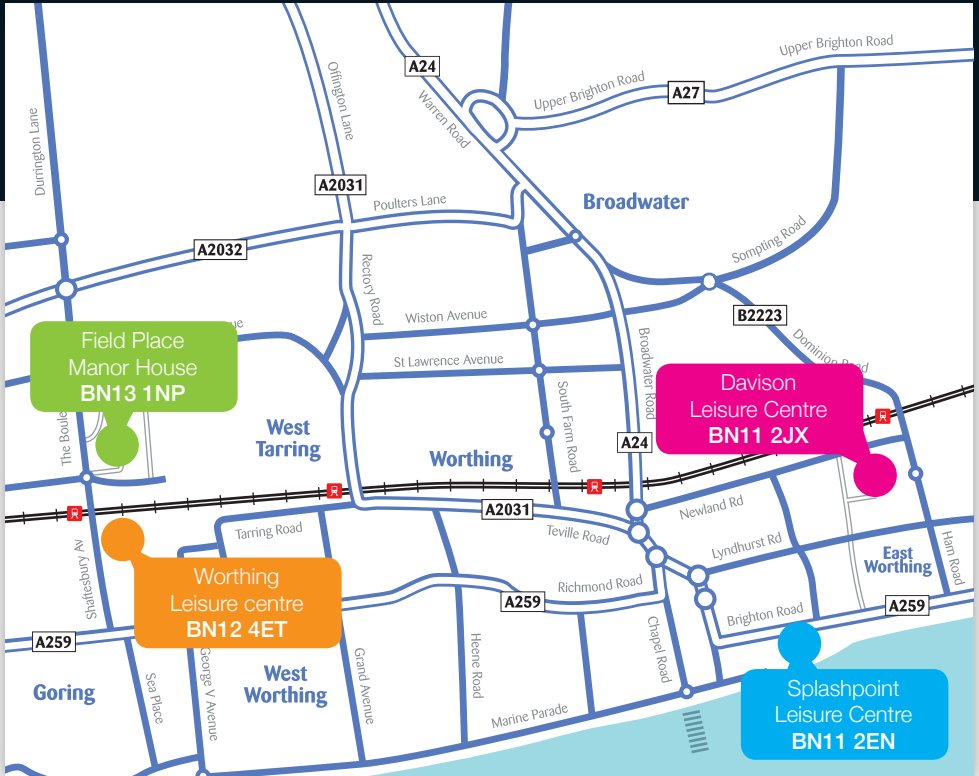 Upper Brighton Road
A24
Upper Brighton Road
A27
Offington Lane
Warren Road
Durrington Lane
A2031
Poulters Lane
Broadwater
Sompting Road
A2032
Rectory Road
Wiston Avenue
B2223
Field Place
Manor House
BN13 1NP
St Lawrence Avenue
Broadwater Road
Davison
Leisure Centre
BN11 2JX
South Farm Road
The
West
Tarring
A24
Worthing
A2031
Newland Rd
Tarring Road
Teville Road
Lyndhurst Rd
East
Worthing
Ham Road
Shaftesbury Av
Worthing
Leisure centre
BN12 4ET
Richmond Road
A259
Brighton Road
A259
A259
Chapel Road
Heene Road
Grand Avenue
George V Avenue
Sea Place
Goring
West
Worthing
Marine Parade
Splashpoint
Leisure Centre
BN11 2EN